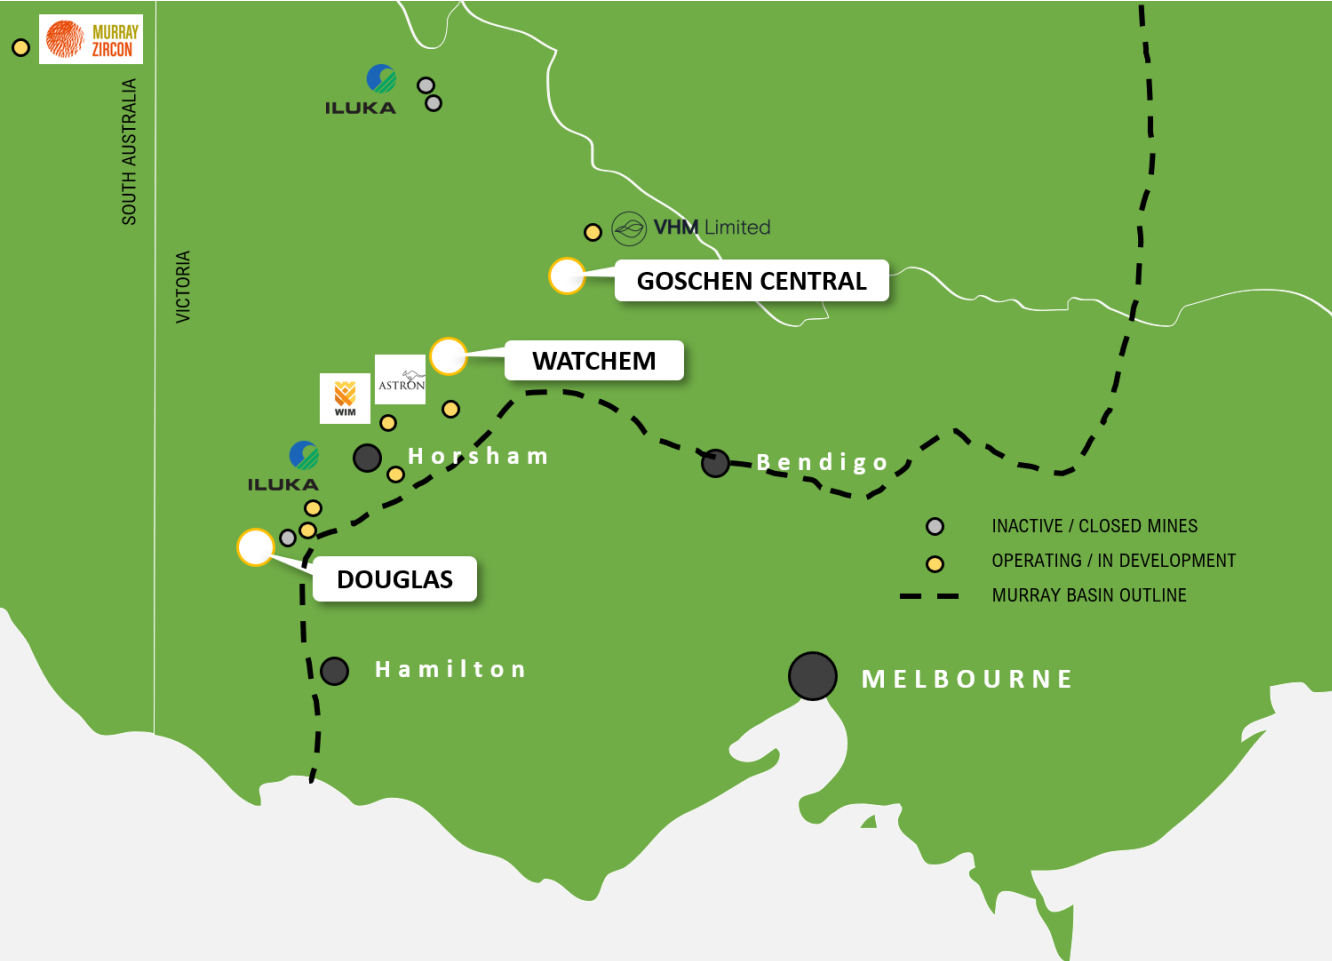 MURRAY
ZIRCON
SOUTH AUSTRALIA
VICTORIA
ILUKA
VHM Limited
GOSCHEN CENTRAL
WATCHEM
ASTRON
WIM
Horsham
Bendigo
ILUKA
DOUGLAS
INACTIVE / CLOSED MINES
OPERATING / IN DEVELOPMENT
MURRAY BASIN OUTLINE
Hamilton
MELBOURNE